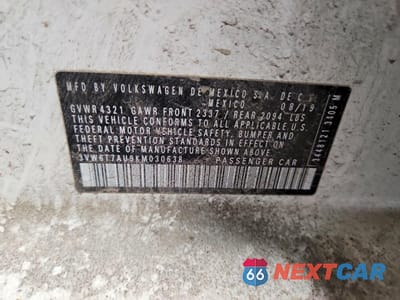 MFD BY VOLKSWAGEN DE MEXICO S.A. DE C.V.
MEXICO 08/19
GVWR 4321 GAWR FRONT 2337 / REAR 2094 LBS
THIS VEHICLE CONFORMS TO ALL APPLICABLE U.S.
FEDERAL MOTOR VEHICLE SAFETY, BUMPER AND
THEFT PREVENTION STANDARDS IN EFFECT ON THE
DATE OF MANUFACTURE SHOWN ABOVE.
PASSENGER CAR
66
NEXTCAR